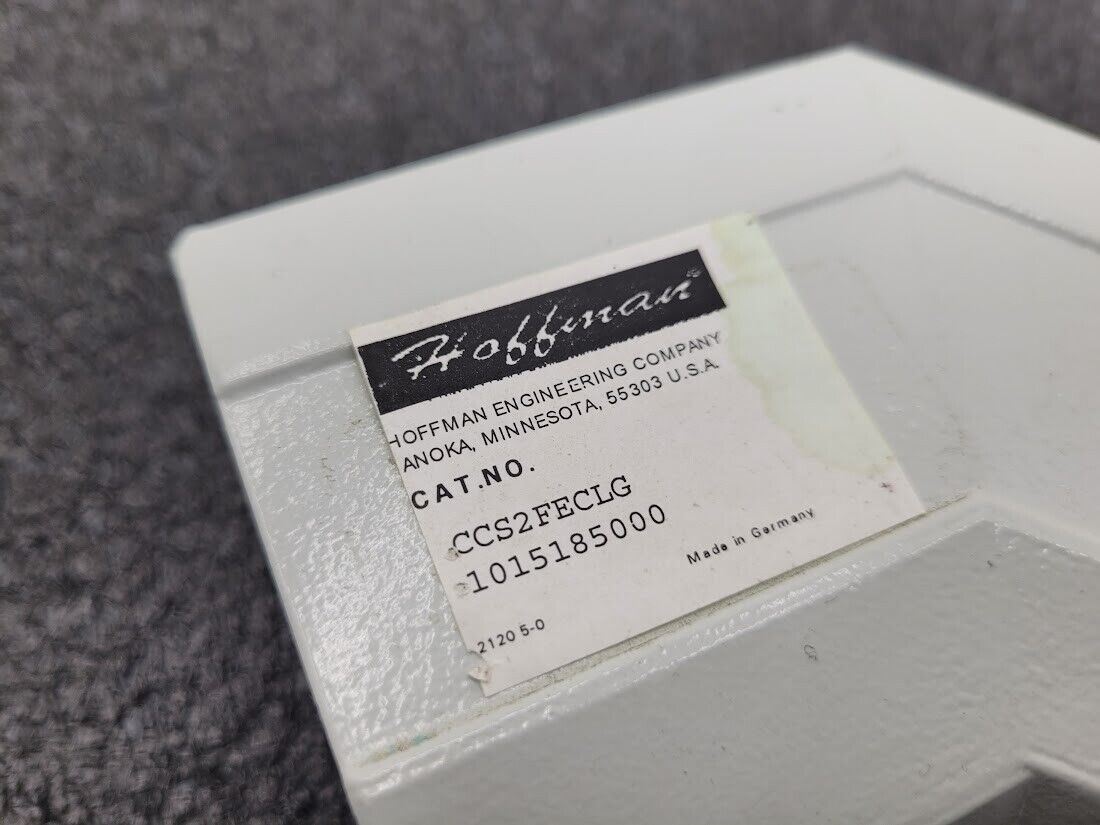 Hoffman®
HOFFMAN ENGINEERING COMPANY
ANOKA, MINNESOTA, 55303 U.S.A.
CAT.NO.
CCS2FECLG
1015185000
Made in Germany
2120 5-0